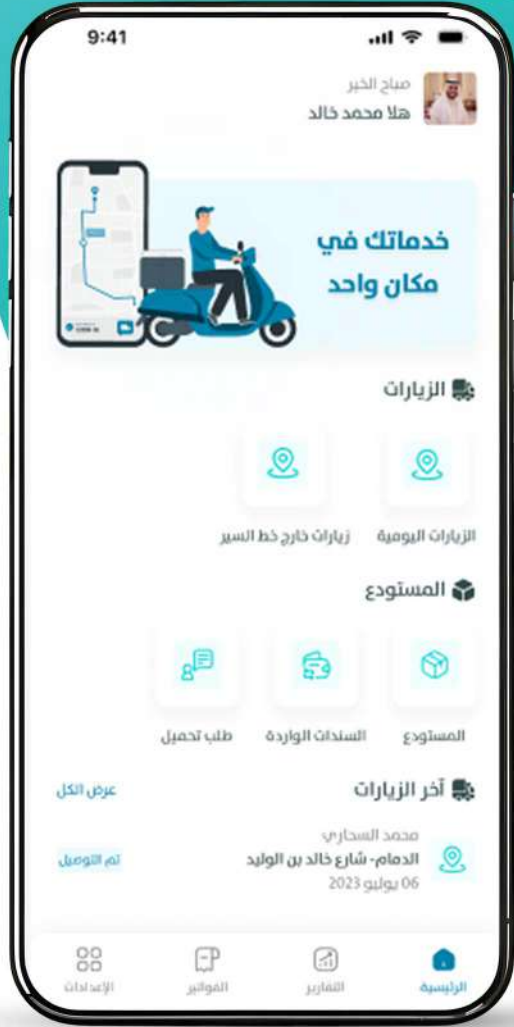 9:41
صباح الخير
هلا محمد خالد
خدماتك في
مكان واحد
الزيارات
الزيارات اليومية
زيارات خارج خط السير
المستودع
المستودع
السندات الواردة
طلب تحميل
آخر الزيارات
عرض الكل
محمد السحاري
الدمام- شارع خالد بن الوليد
تم التوصيل
06 يوليو 2023
الرئيسية
التقارير
الفواتير
الإعدادات